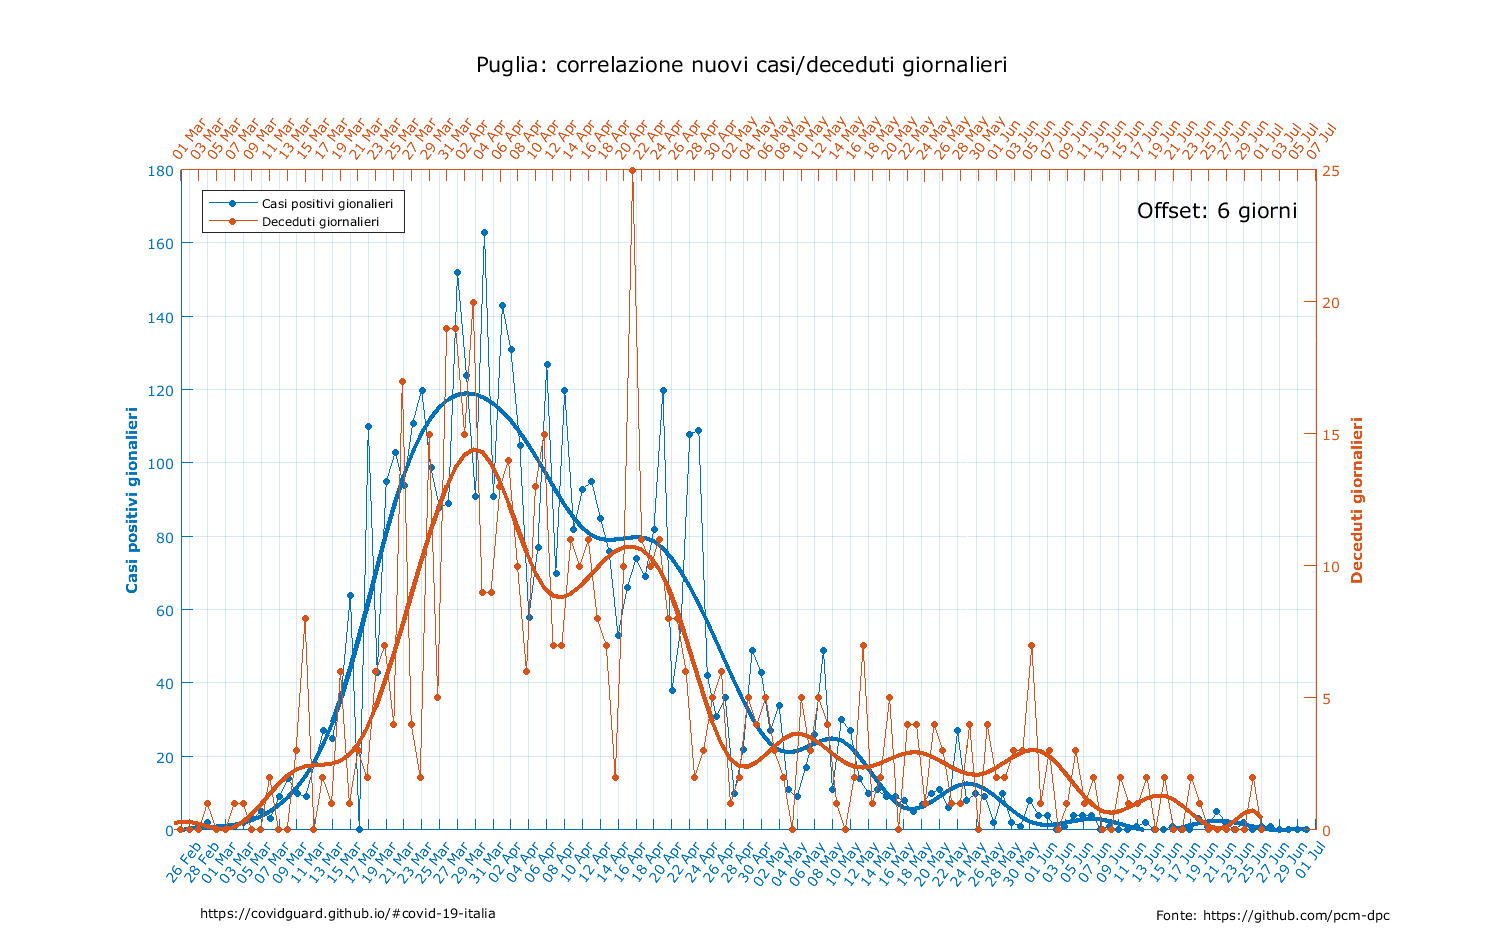 Puglia: correlazione nuovi casi/deceduti giornalieri
01 Mar
03 Mar
05 Mar
07 Mar
09 Mar
11 Mar
13 Mar
15 Mar
17 Mar
19 Mar
21 Mar
23 Mar
25 Mar
27 Mar
29 Mar
31 Mar
02 Apr
04 Apr
06 Apr
08 Apr
10 Apr
12 Apr
14 Apr
16 Apr
18 Apr
20 Apr
22 Apr
24 Apr
26 Apr
28 Apr
30 Apr
02 May
04 May
06 May
08 May
10 May
12 May
14 May
16 May
18 May
20 May
22 May
24 May
26 May
28 May
30 May
01 Jun
03 Jun
05 Jun
07 Jun
09 Jun
11 Jun
13 Jun
15 Jun
17 Jun
19 Jun
21 Jun
23 Jun
25 Jun
27 Jun
29 Jun
01 Jul
03 Jul
05 Jul
07 Jul
180
160
140
120
100
80
60
40
20
0
Casi positivi gionalieri
Casi positivi gionalieri
Deceduti giornalieri
Offset: 6 giorni
25
20
15
10
5
0
Deceduti giornalieri
26 Feb
28 Feb
01 Mar
03 Mar
05 Mar
07 Mar
09 Mar
11 Mar
13 Mar
15 Mar
17 Mar
19 Mar
21 Mar
23 Mar
25 Mar
27 Mar
29 Mar
31 Mar
02 Apr
04 Apr
06 Apr
08 Apr
10 Apr
12 Apr
14 Apr
16 Apr
18 Apr
20 Apr
22 Apr
24 Apr
26 Apr
28 Apr
30 Apr
02 May
04 May
06 May
08 May
10 May
12 May
14 May
16 May
18 May
20 May
22 May
24 May
26 May
28 May
30 May
01 Jun
03 Jun
05 Jun
07 Jun
09 Jun
11 Jun
13 Jun
15 Jun
17 Jun
19 Jun
21 Jun
23 Jun
25 Jun
27 Jun
29 Jun
01 Jul
https://covidguard.github.io/#covid-19-italia
Fonte: https://github.com/pcm-dpc